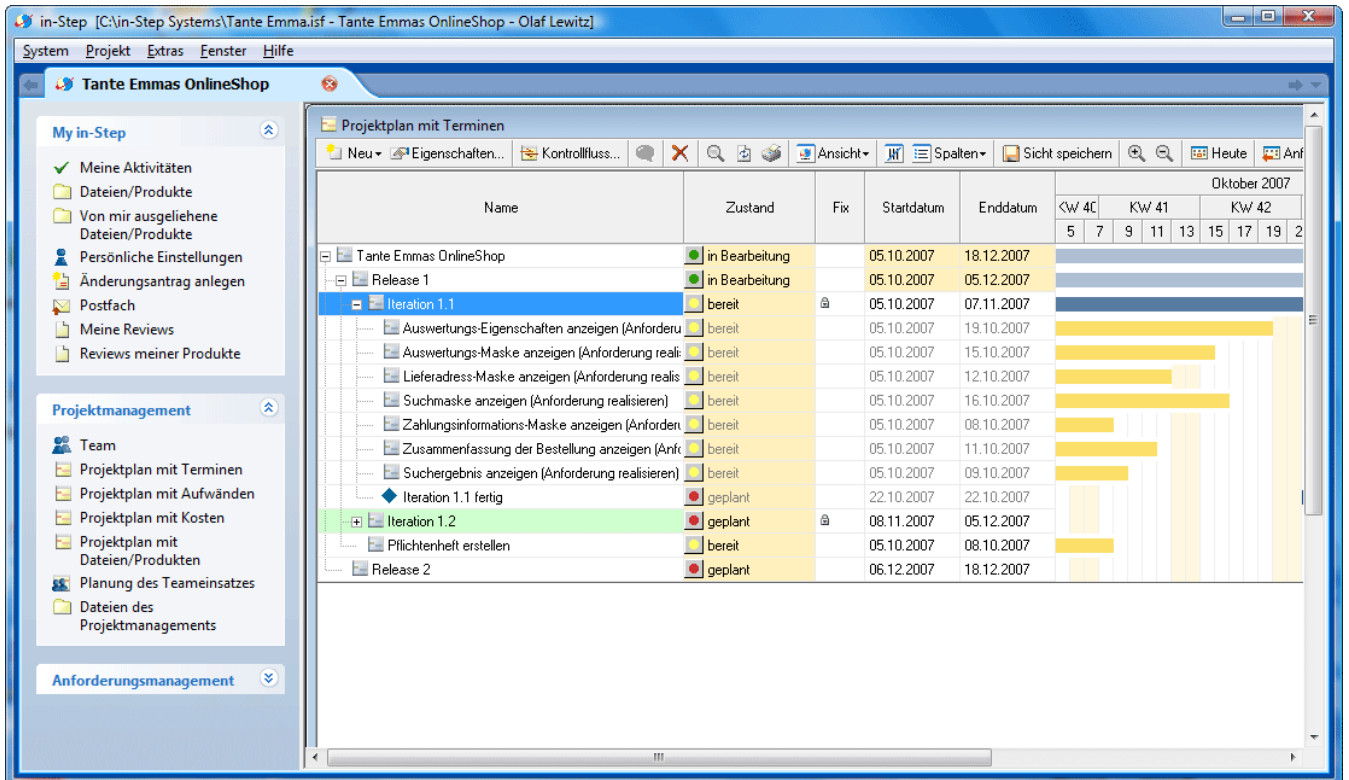 in-Step [C:\in-Step Systems\Tante Emma.isf - Tante Emmas OnlineShop - Olaf Lewitz]
System Projekt Extras Fenster Hilfe
Tante Emmas OnlineShop
My in-Step
Meine Aktivitäten
Dateien/Produkte
Von mir ausgeliehene
Dateien/Produkte
Persönliche Einstellungen
Änderungsantrag anlegen
Postfach
Meine Reviews
Reviews meiner Produkte
Projektmanagement
Team
Projektplan mit Terminen
Projektplan mit Aufwänden
Projektplan mit Kosten
Projektplan mit
Dateien/Produkten
Planung des Teameinsatzes
Dateien des
Projektmanagements
Anforderungsmanagement
Projektplan mit Terminen
Neu Eigenschaften... Kontrollfluss... Ansicht Spalten Sicht speichern Heute Anf
Oktober 2007
Name Zustand Fix Startdatum Enddatum KW 40 KW 41 KW 42
5 7 9 11 13 15 17 19 2
Tante Emmas OnlineShop in Bearbeitung 05.10.2007 18.12.2007
Release 1 in Bearbeitung 05.10.2007 05.12.2007
Iteration 1.1 bereit 05.10.2007 07.11.2007
Auswertungs-Eigenschaften anzeigen (Anforderu bereit 05.10.2007 19.10.2007
Auswertungs-Maske anzeigen (Anforderung reali bereit 05.10.2007 15.10.2007
Lieferadress-Maske anzeigen (Anforderung realis bereit 05.10.2007 12.10.2007
Suchmaske anzeigen (Anforderung realisieren) bereit 05.10.2007 16.10.2007
Zahlungsinformations-Maske anzeigen (Anforderu bereit 05.10.2007 08.10.2007
Zusammenfassung der Bestellung anzeigen (Anfo bereit 05.10.2007 11.10.2007
Suchergebnis anzeigen (Anforderung realisieren) bereit 05.10.2007 09.10.2007
Iteration 1.1 fertig geplant 22.10.2007 22.10.2007
Iteration 1.2 geplant 08.11.2007 05.12.2007
Pflichtenheft erstellen bereit 05.10.2007 08.10.2007
Release 2 geplant 06.12.2007 18.12.2007